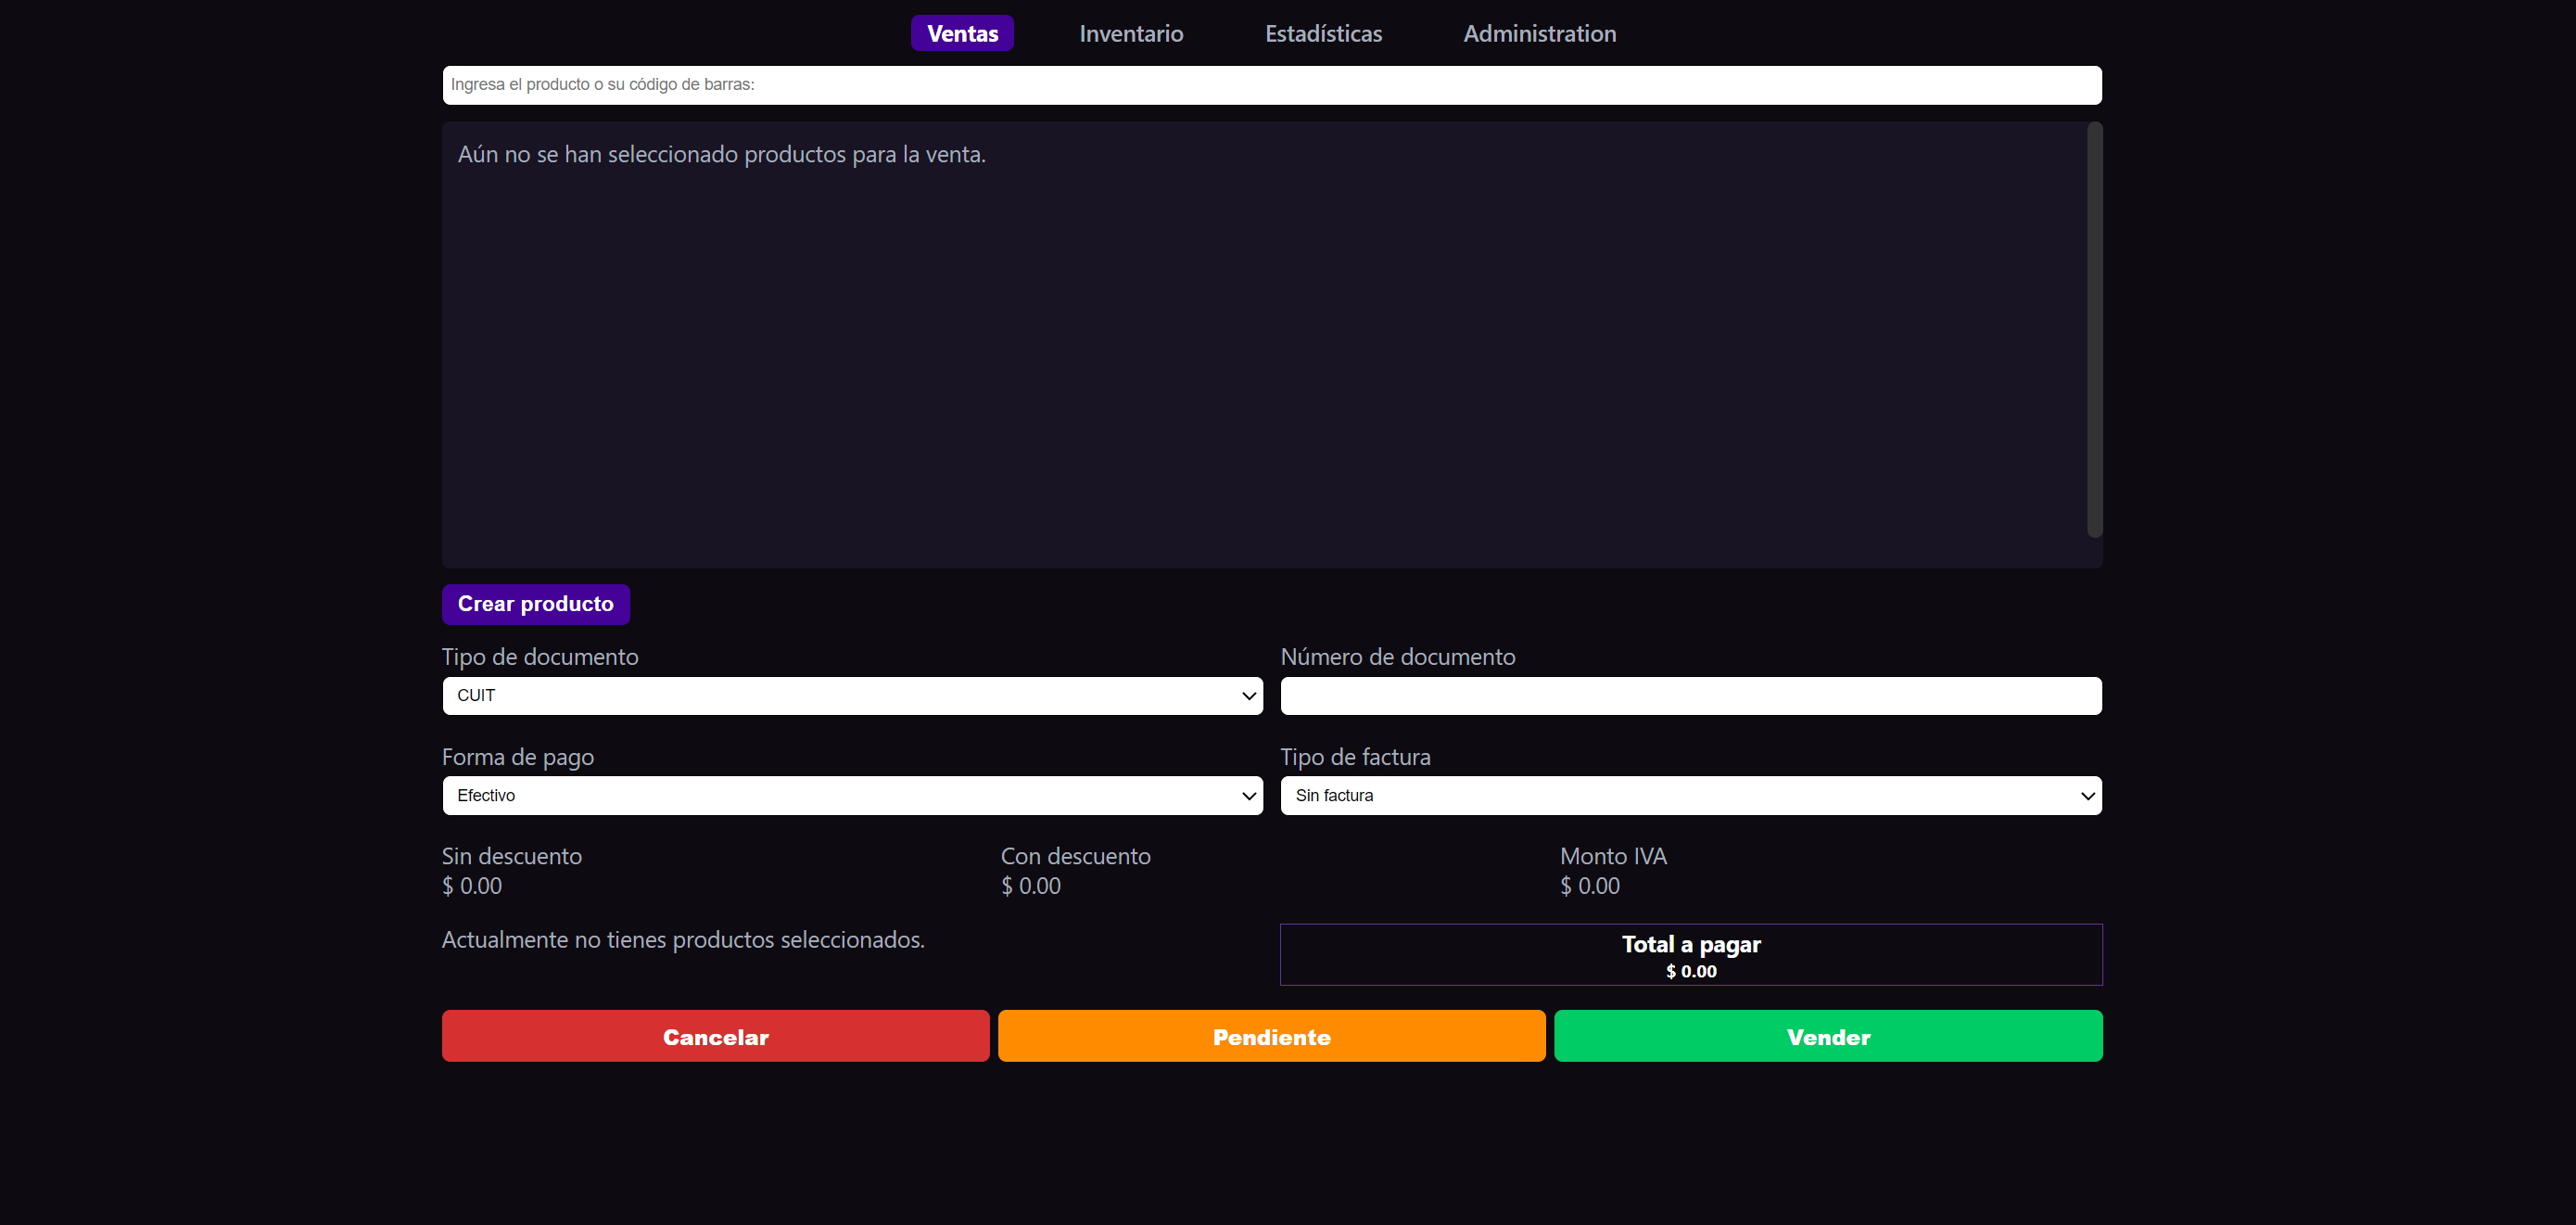 Ventas Inventario Estadísticas Administration
Ingresa el producto o su código de barras:
Aún no se han seleccionado productos para la venta.
Crear producto
Tipo de documento Número de documento
CUIT
Forma de pago Tipo de factura
Efectivo Sin factura
Sin descuento Con descuento Monto IVA
$ 0.00 $ 0.00 $ 0.00
Actualmente no tienes productos seleccionados.
Total a pagar
$ 0.00
Cancelar Pendiente Vender